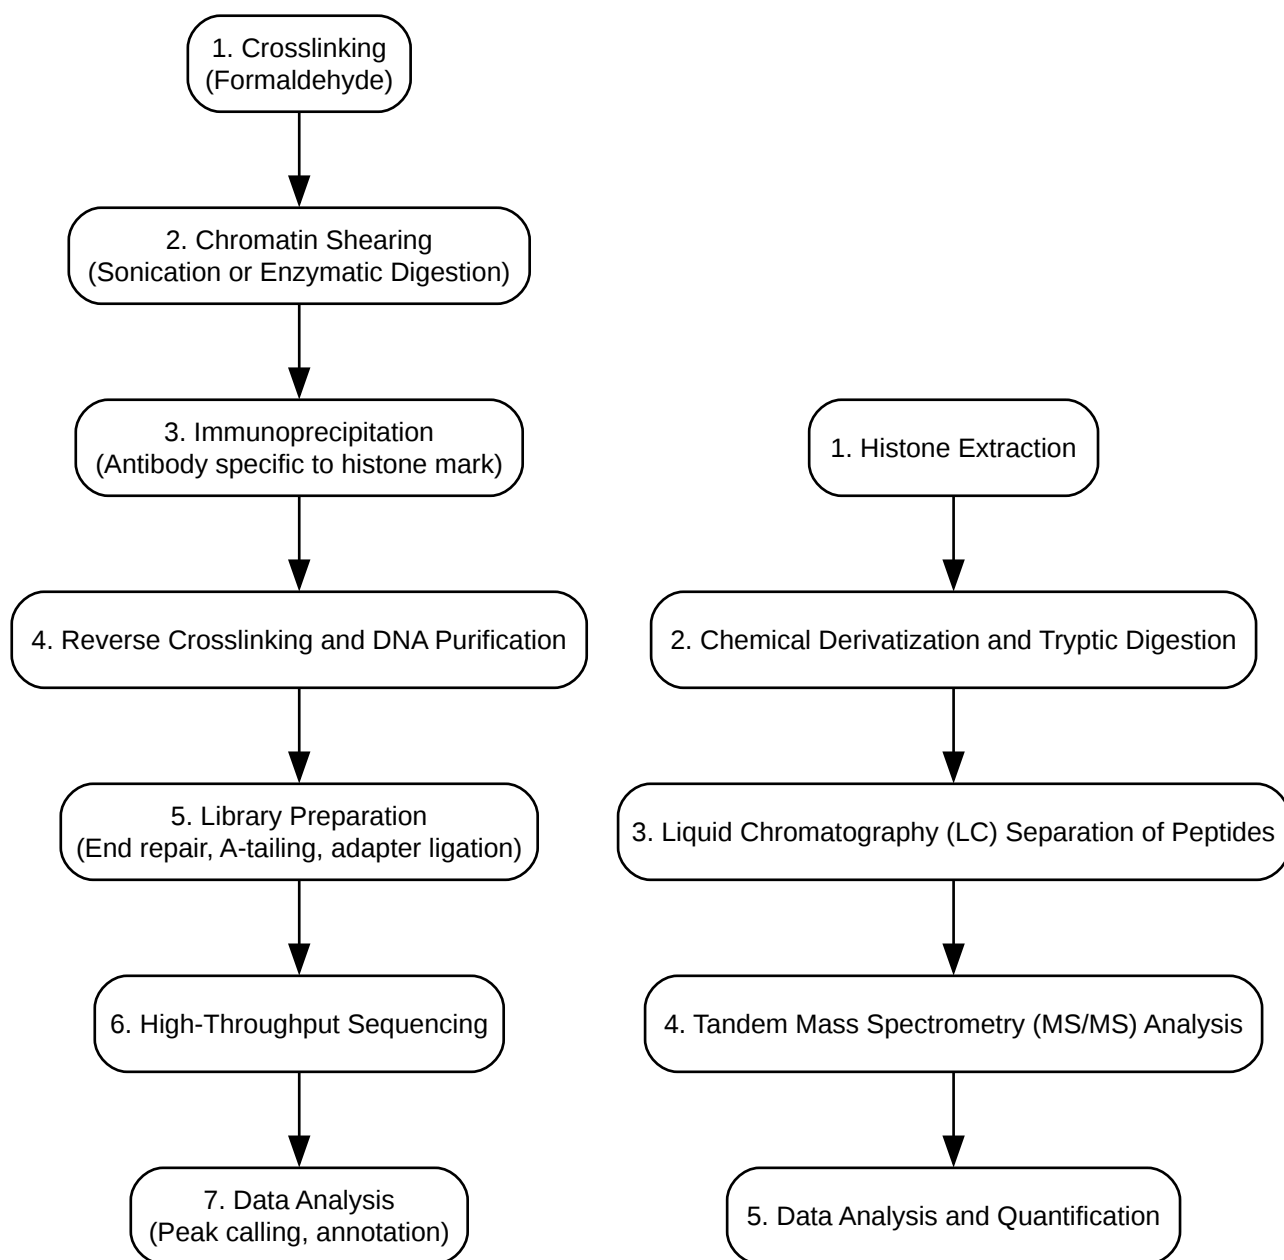 1. Crosslinking
(Formaldehyde)
2. Chromatin Shearing
(Sonication or Enzymatic Digestion)
3. Immunoprecipitation
(Antibody specific to histone mark)
4. Reverse Crosslinking and DNA Purification
5. Library Preparation
(End repair, A-tailing, adapter ligation)
6. High-Throughput Sequencing
7. Data Analysis
(Peak calling, annotation)
1. Histone Extraction
2. Chemical Derivatization and Tryptic Digestion
3. Liquid Chromatography (LC) Separation of Peptides
4. Tandem Mass Spectrometry (MS/MS) Analysis
5. Data Analysis and Quantification